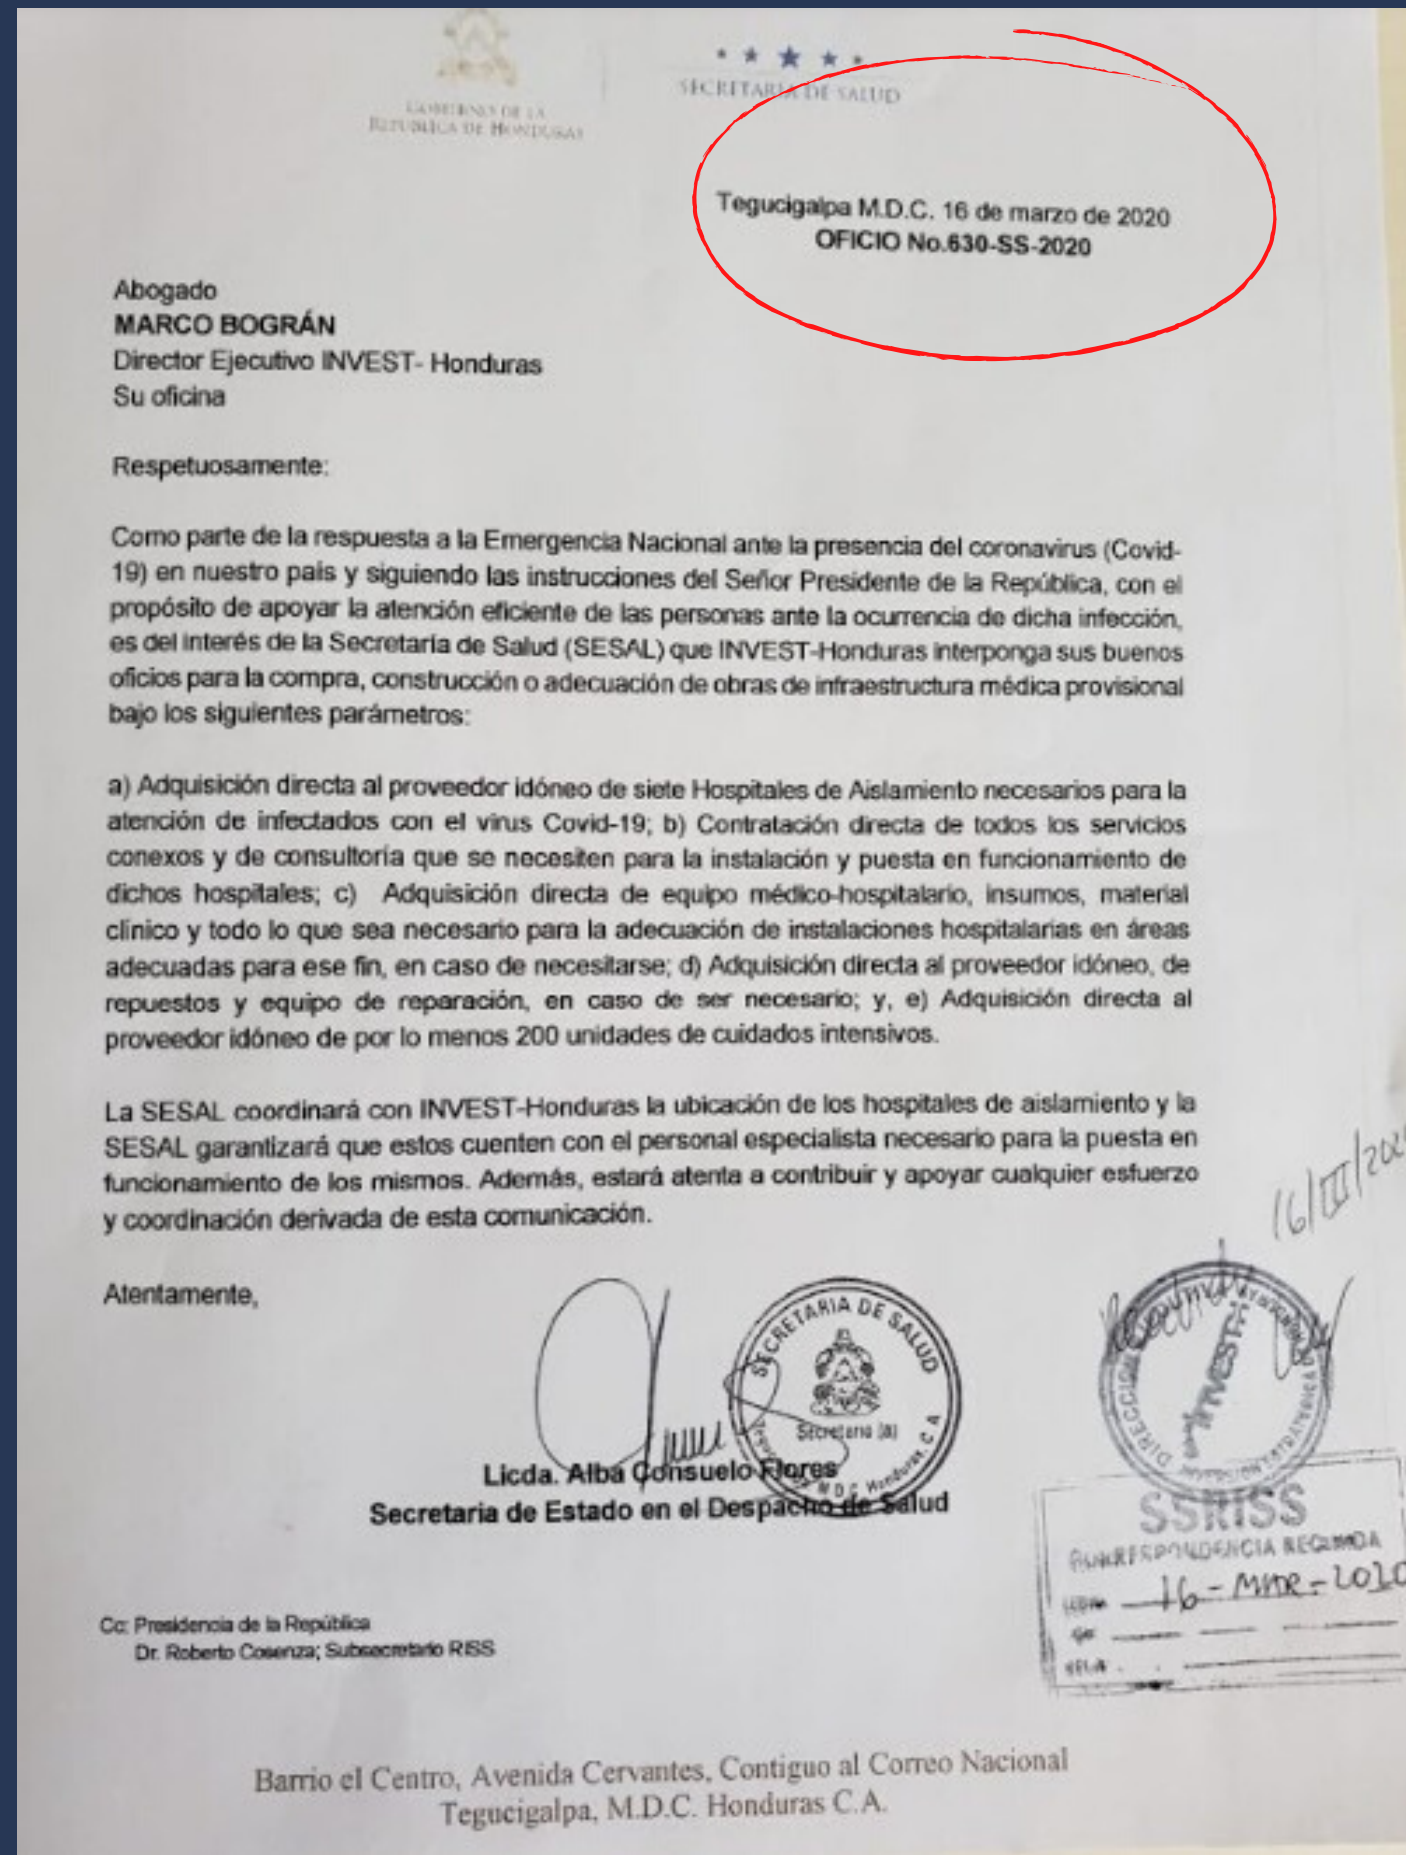 GOBIERNO DE LA
REPÚBLICA DE HONDURAS
SECRETARÍA DE SALUD
Tegucigalpa M.D.C. 16 de marzo de 2020
OFICIO No.630-SS-2020
Abogado
MARCO BOGRÁN
Director Ejecutivo INVEST- Honduras
Su oficina
Respetuosamente:
Como parte de la respuesta a la Emergencia Nacional ante la presencia del coronavirus (Covid-
19) en nuestro país y siguiendo las instrucciones del Señor Presidente de la República, con el
propósito de apoyar la atención eficiente de las personas ante la ocurrencia de dicha infección,
es del interés de la Secretaría de Salud (SESAL) que INVEST-Honduras interponga sus buenos
oficios para la compra, construcción o adecuación de obras de infraestructura médica provisional
bajo los siguientes parámetros:
a) Adquisición directa al proveedor idóneo de siete Hospitales de Aislamiento necesarios para la
atención de infectados con el virus Covid-19; b) Contratación directa de todos los servicios
conexos y de consultoría que se necesiten para la instalación y puesta en funcionamiento de
dichos hospitales; c) Adquisición directa de equipo médico-hospitalario, insumos, material
clínico y todo lo que sea necesario para la adecuación de instalaciones hospitalarias en áreas
adecuadas para ese fin, en caso de necesitarse; d) Adquisición directa al proveedor idóneo, de
repuestos y equipo de reparación, en caso de ser necesario; y, e) Adquisición directa al
proveedor idóneo de por lo menos 200 unidades de cuidados intensivos.
La SESAL coordinará con INVEST-Honduras la ubicación de los hospitales de aislamiento y la
SESAL garantizará que estos cuenten con el personal especialista necesario para la puesta en
funcionamiento de los mismos. Además, estará atenta a contribuir y apoyar cualquier esfuerzo
y coordinación derivada de esta comunicación.
16/III/202
Atentamente,
SECRETARIA DE SALUD
Secretario (a)
M.D.C. Honduras, C.A.
DIRECCION
INVEST-
INVERSION ESTRATEGICA
Licda. Alba Consuelo Flores
Secretaria de Estado en el Despacho de Salud
SSRISS
CORRESPONDENCIA RECIBIDA
16-MAR-2020
Cc: Presidencia de la República
Dr. Roberto Cosenza; Subsecretario RISS
Barrio el Centro, Avenida Cervantes, Contiguo al Correo Nacional
Tegucigalpa, M.D.C. Honduras C.A.